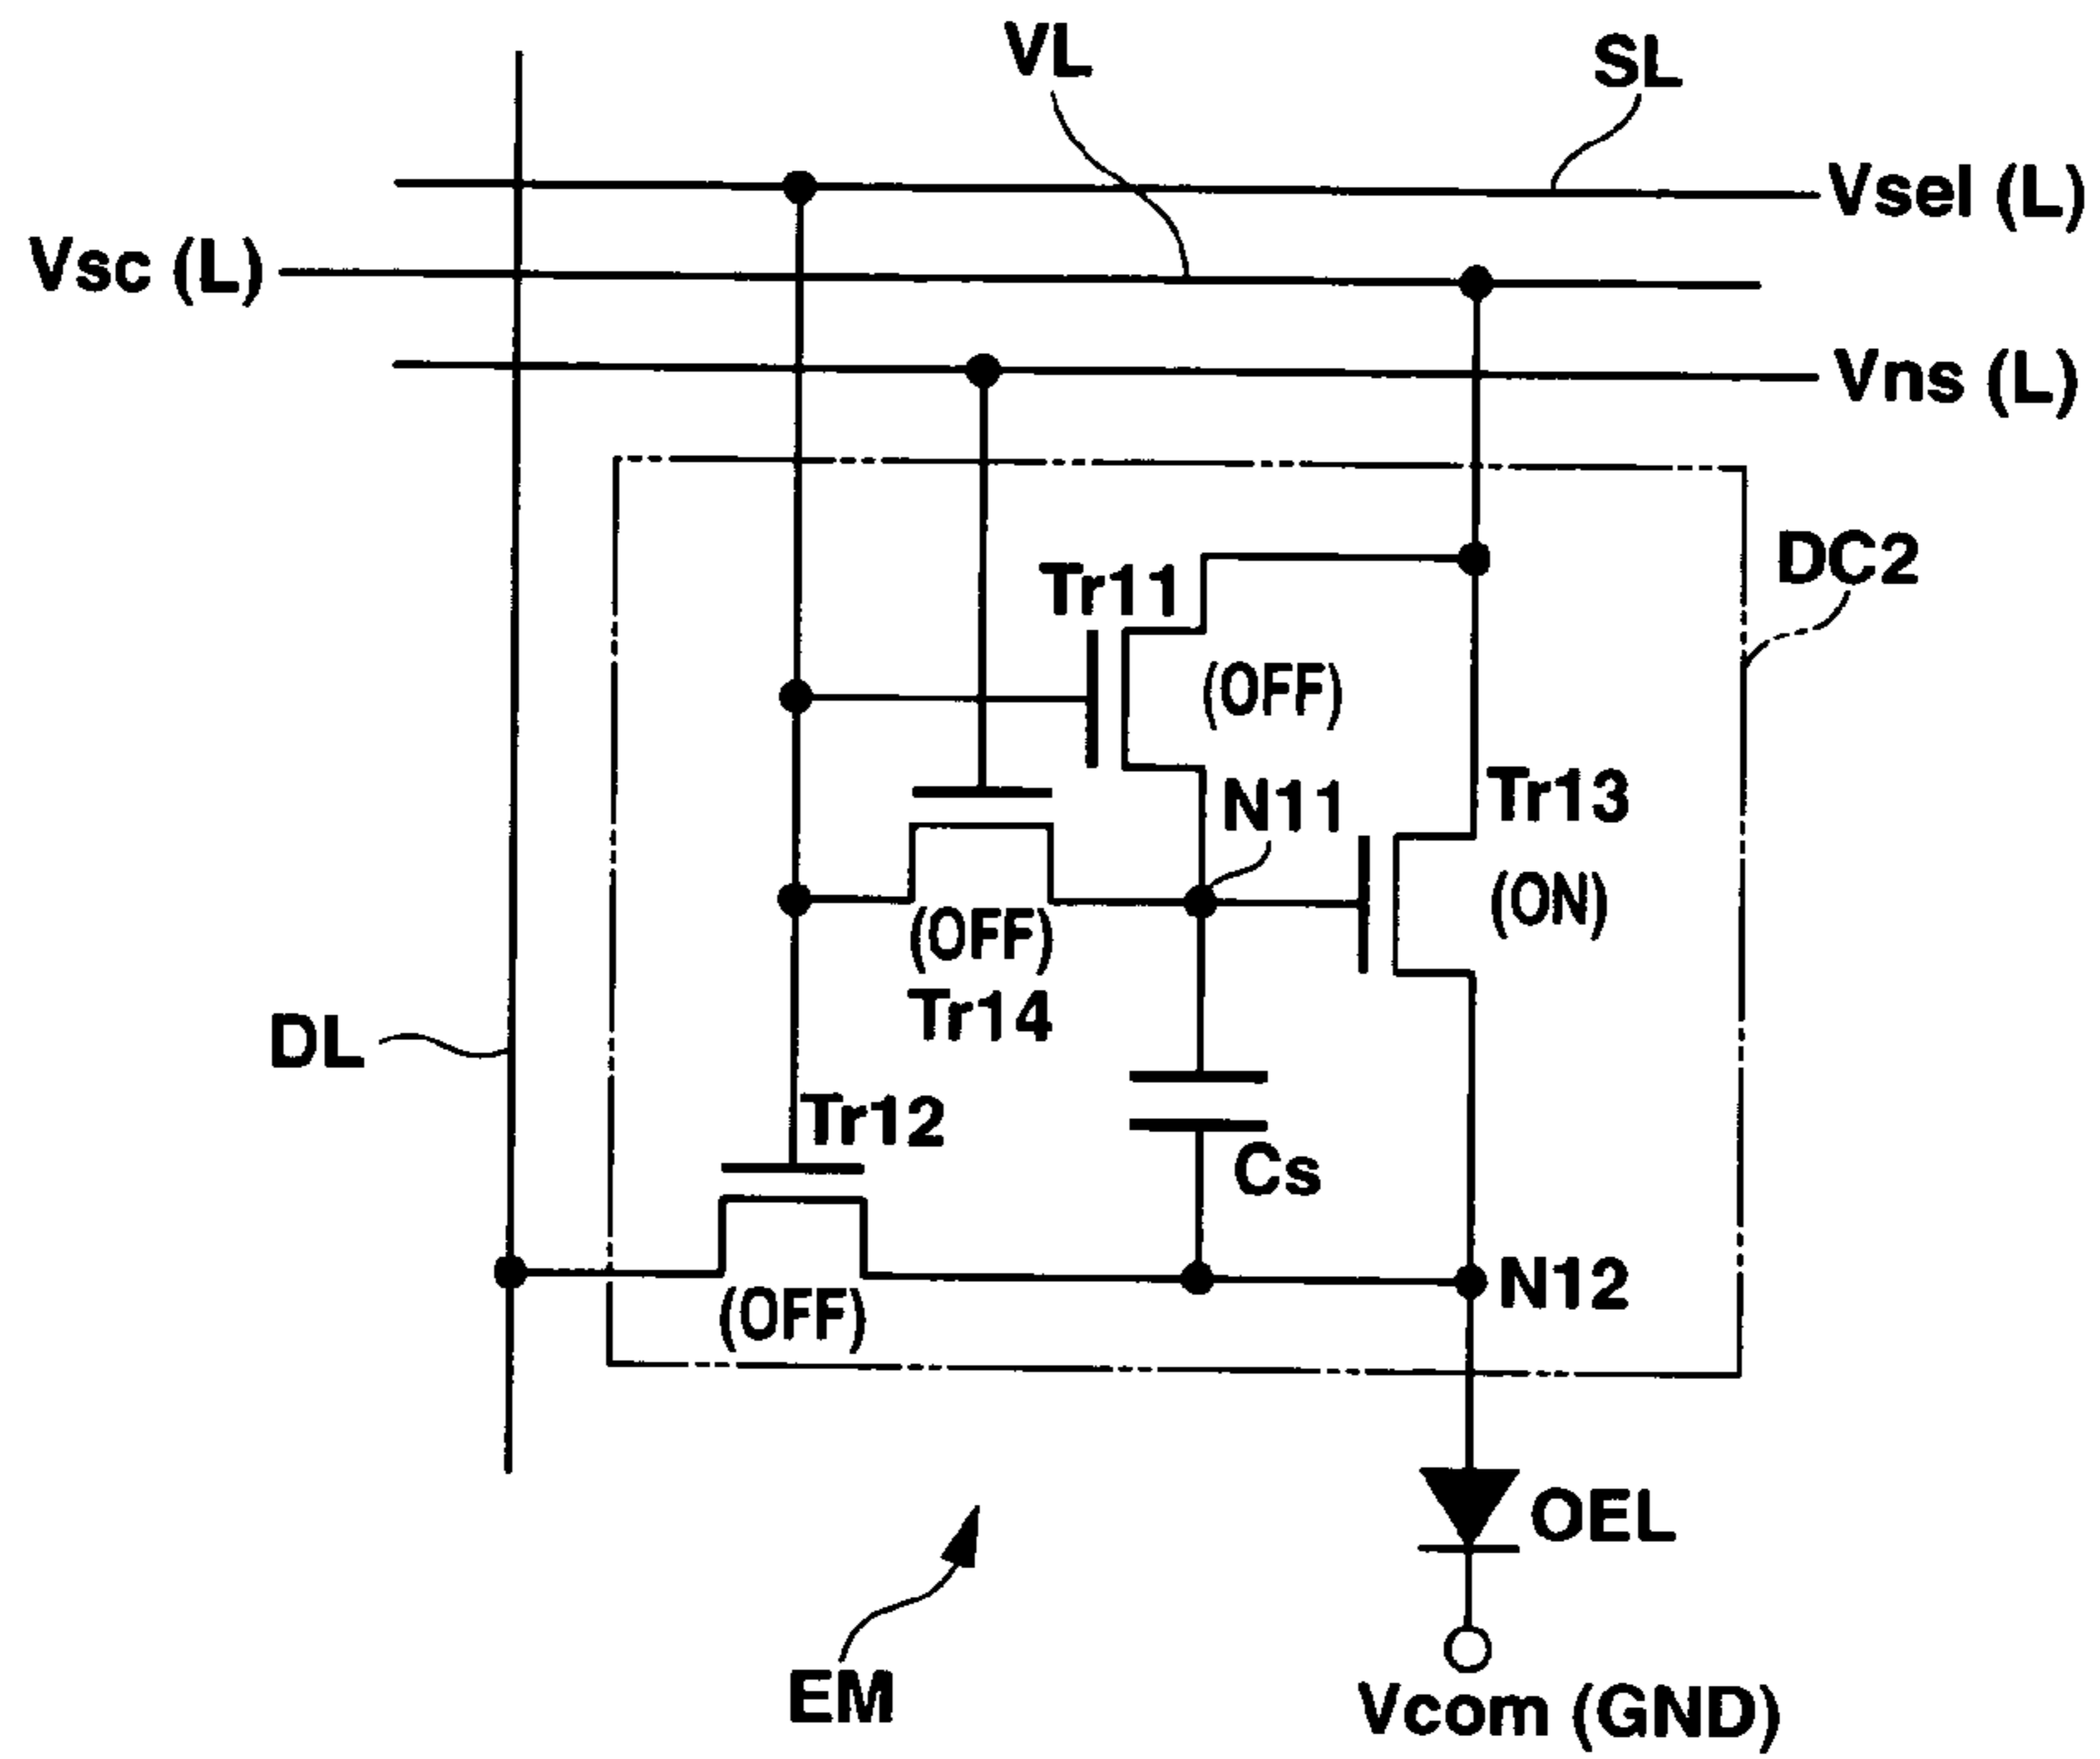 VL
SL
Vsel (L)
Vsc (L)
Vns (L)
DC2
Tr11
(OFF)
Tr13
N11
(ON)
(OFF)
Tr14
DL
Tr12
Cs
N12
(OFF)
OEL
EM
Vcom (GND)